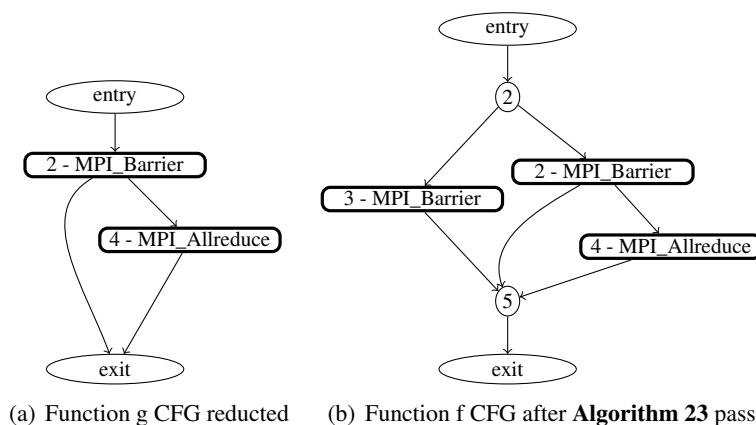 entry
2 - MPI_Barrier
4 - MPI_Allreduce
exit
(a) Function g CFG reducted
entry
2
2 - MPI_Barrier
3 - MPI_Barrier
4 - MPI_Allreduce
5
exit
(b) Function f CFG after Algorithm 23 pass